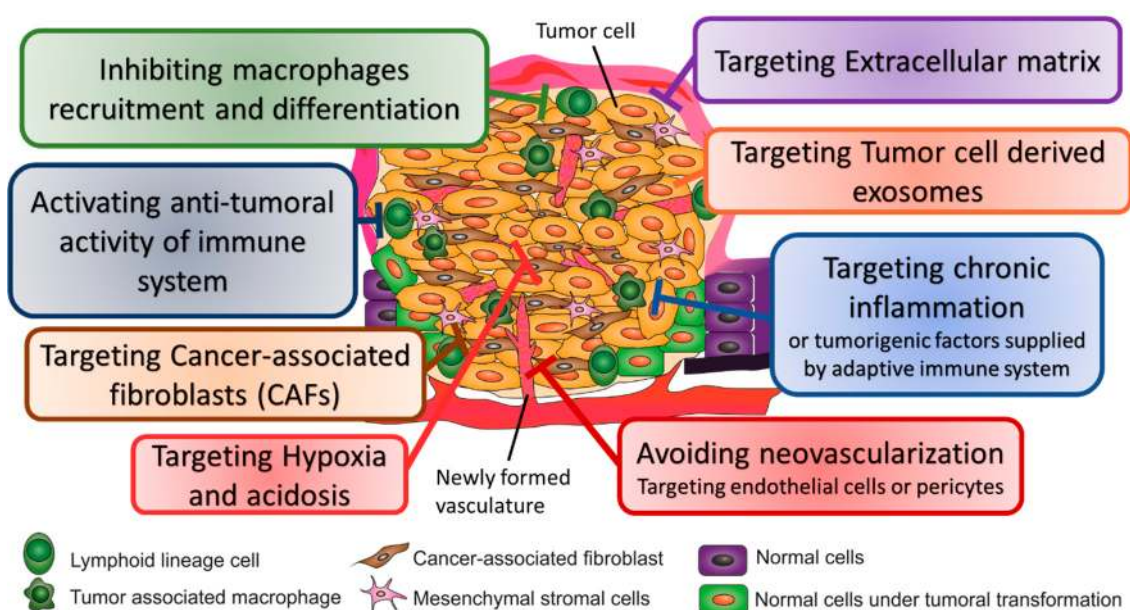 Tumor cell
Inhibiting macrophages
recruitment and differentiation
Targeting Extracellular matrix
Targeting Tumor cell derived
exosomes
Activating anti-tumoral
activity of immune
system
Targeting chronic
inflammation
or tumorigenic factors supplied
by adaptive immune system
Targeting Cancer-associated
fibroblasts (CAFs)
Targeting Hypoxia
and acidosis
Newly formed
vasculature
Avoiding neovascularization
Targeting endothelial cells or pericytes
Lymphoid lineage cell
Cancer-associated fibroblast
Normal cells
Tumor associated macrophage
Mesenchymal stromal cells
Normal cells under tumoral transformation